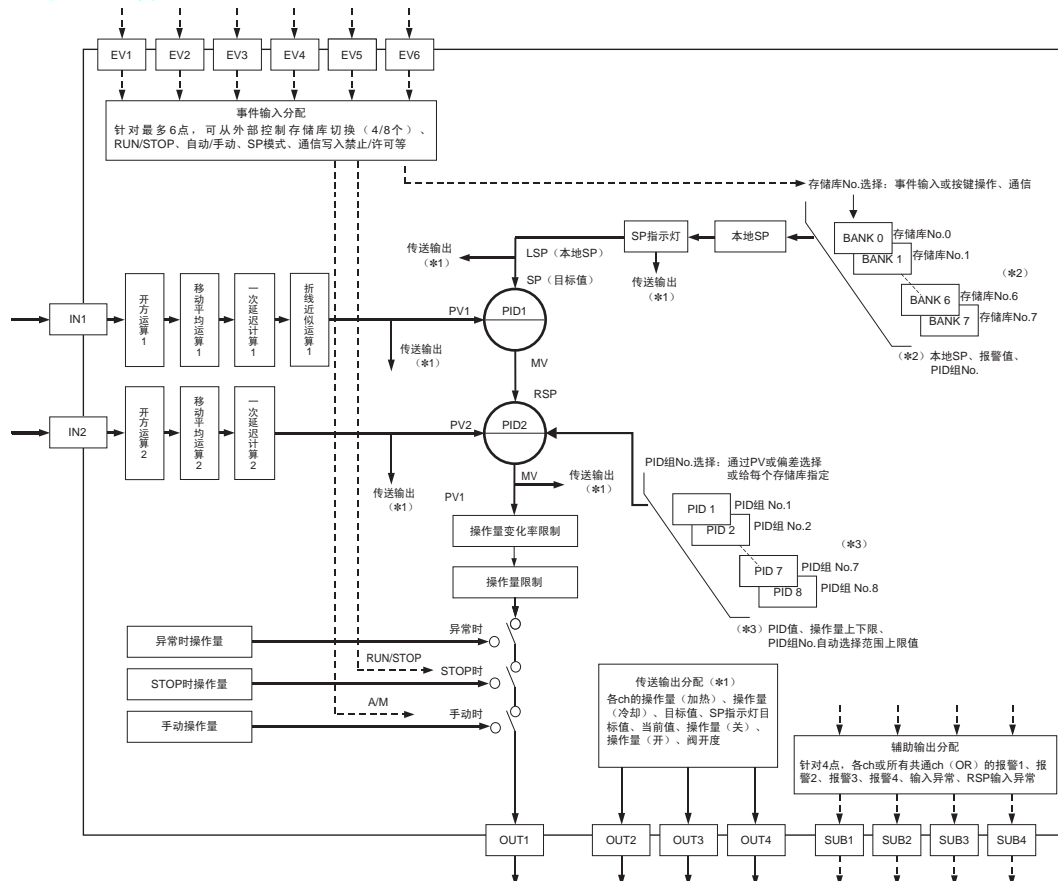 EV1
EV2
EV3
EV4
EV5
EV6
事件输入分配
针对最多6点，可从外部控制存储库切换（4/8个）、
RUN/STOP、自动/手动、SP模式、通信写入禁止/许可等
存储库No.选择：事件输入或按键操作、通信
BANK 0
存储库No.0
BANK 1
存储库No.1
（✽2）
BANK 6
存储库No.6
BANK 7
存储库No.7
（✽2）本地SP、报警值、
PID组No.
本地SP
SP指示灯
传送输出
（✽1）
LSP（本地SP）
传送输出
（✽1）
SP（目标值）
IN1
开方运算1
移动平均运算1
一次延迟计算1
折线近似运算1
PV1
PID1
传送输出
（✽1）
MV
RSP
IN2
开方运算2
移动平均运算2
一次延迟计算2
PV2
PID2
传送输出
（✽1）
MV
传送输出
（✽1）
PV1
PID组No.选择：通过PV或偏差选择
或给每个存储库指定
PID 1
PID组 No.1
PID 2
PID组 No.2
（✽3）
PID 7
PID组 No.7
PID 8
PID组 No.8
（✽3）PID值、操作量上下限、
PID组No.自动选择范围上限值
操作量变化率限制
操作量限制
异常时操作量
异常时
RUN/STOP
STOP时操作量
STOP时
A/M
手动操作量
手动时
传送输出分配（✽1）
各ch的操作量（加热）、操作量
（冷却）、目标值、SP指示灯目
标值、当前值、操作量（关）、
操作量（开）、阀开度
辅助输出分配
针对4点，各ch或所有共通ch（OR）的报警1、报
警2、报警3、报警4、输入异常、RSP输入异常
OUT1
OUT2
OUT3
OUT4
SUB1
SUB2
SUB3
SUB4